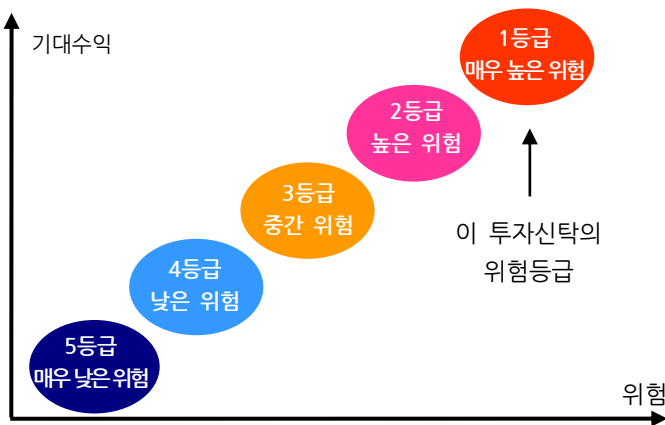 기대수익
1등급
매우 높은 위험
2등급
높은 위험
3등급
중간 위험
이 투자신탁의
위험등급
4등급
낮은 위험
5등급
매우 낮은 위험
위험